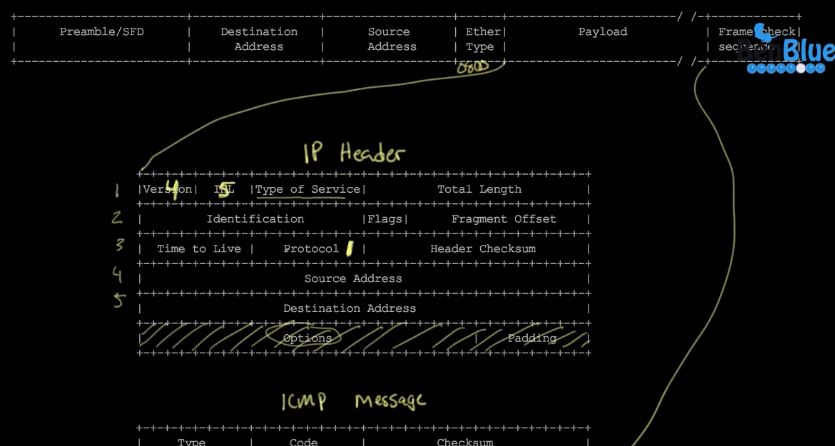 Preamble/SFD Destination Source Ether Payload Frame check
Address Address Type sequence
BenBlue
0800
IP Header
1 Version 4 IHL 5 Type of Service Total Length
2 Identification Flags Fragment Offset
3 Time to Live Protocol 1 Header Checksum
4 Source Address
5 Destination Address
Options Padding
ICMP Message
Type Code Checksum